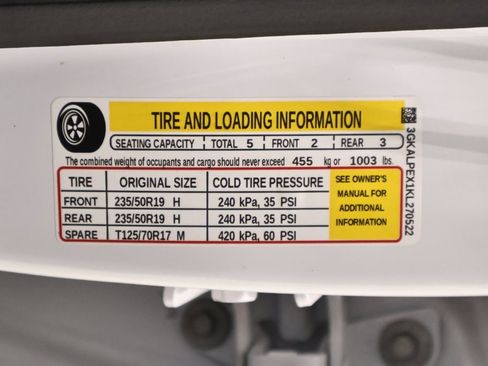 TIRE AND LOADING INFORMATION
SEATING CAPACITY TOTAL 5 FRONT 2 REAR 3
The combined weight of occupants and cargo should never exceed 455 kg or 1003 lbs.
TIRE ORIGINAL SIZE COLD TIRE PRESSURE
FRONT 235/50R19 H 240 kPa, 35 PSI
REAR 235/50R19 H 240 kPa, 35 PSI
SPARE T125/70R17 M 420 kPa, 60 PSI
SEE OWNER'S
MANUAL FOR
ADDITIONAL
INFORMATION
3GKALPEX1KL270522